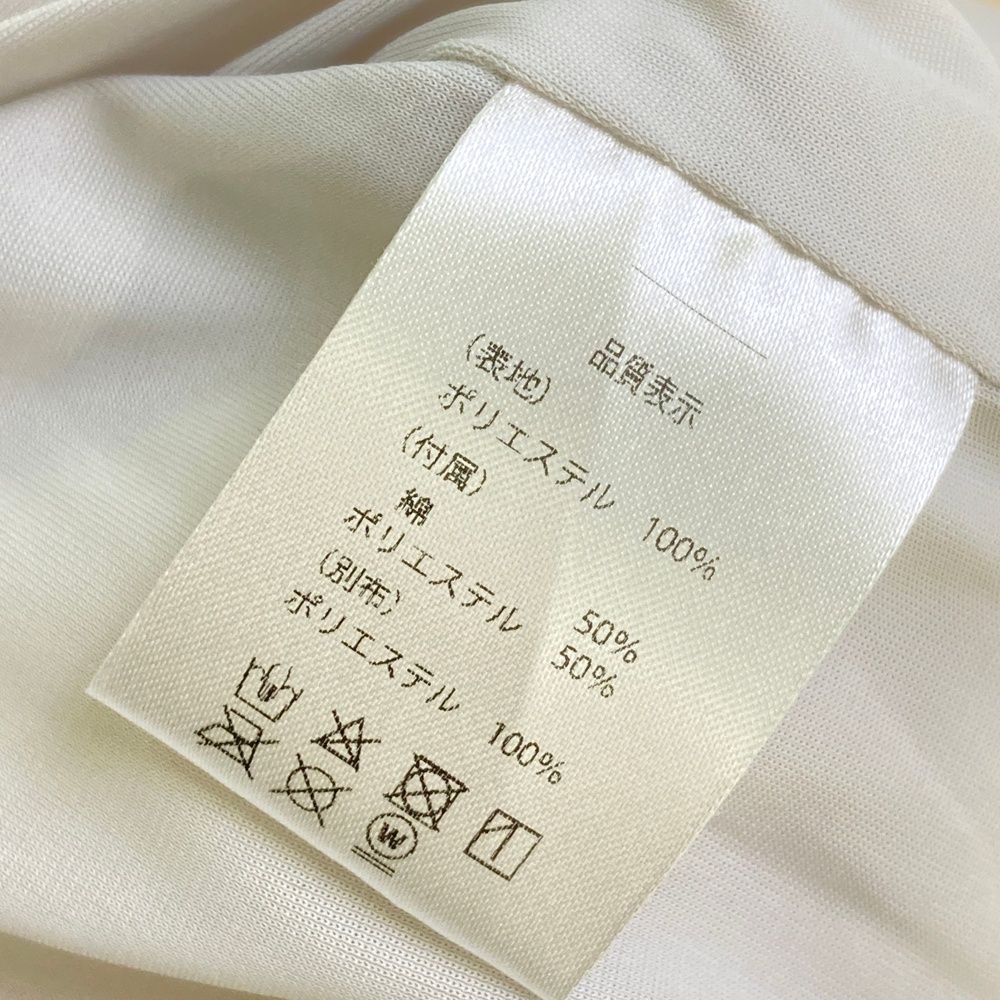 品質表示
(表地)
ポリエステル 100%
(付属)
綿 50%
ポリエステル 50%
(別布)
ポリエステル 100%
W